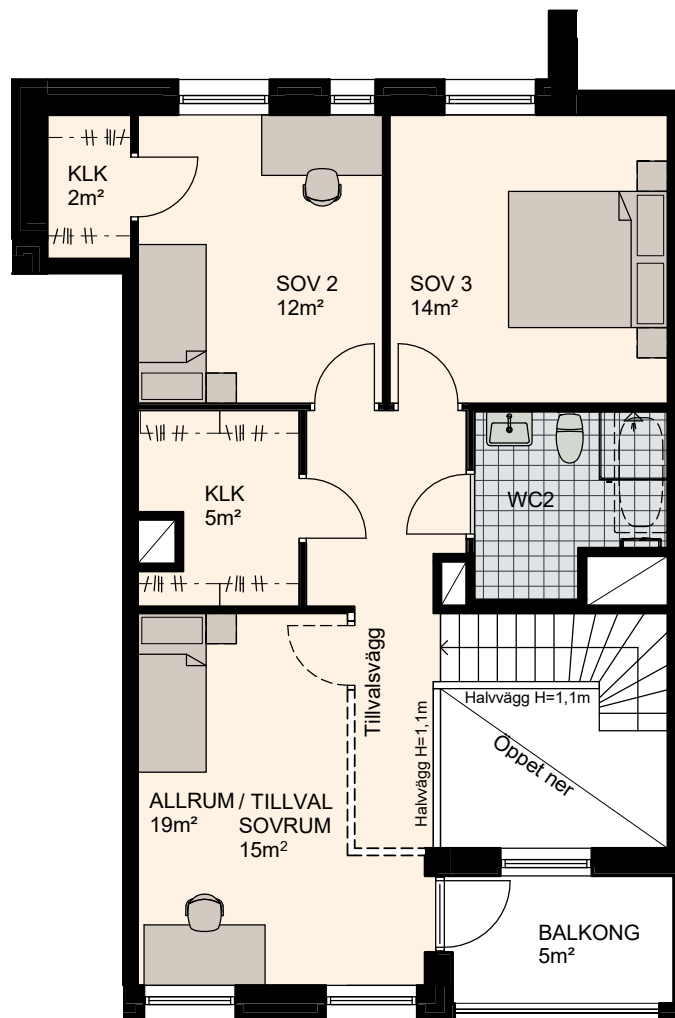 KLK
2m²
SOV 2
12m²
SOV 3
14m²
KLK
5m²
WC2
Tillvalsvägg
Halvvägg H=1,1m
Halvvägg H=1,1m
Öppet ner
ALLRUM / TILLVAL
19m² SOVRUM
15m²
BALKONG
5m²